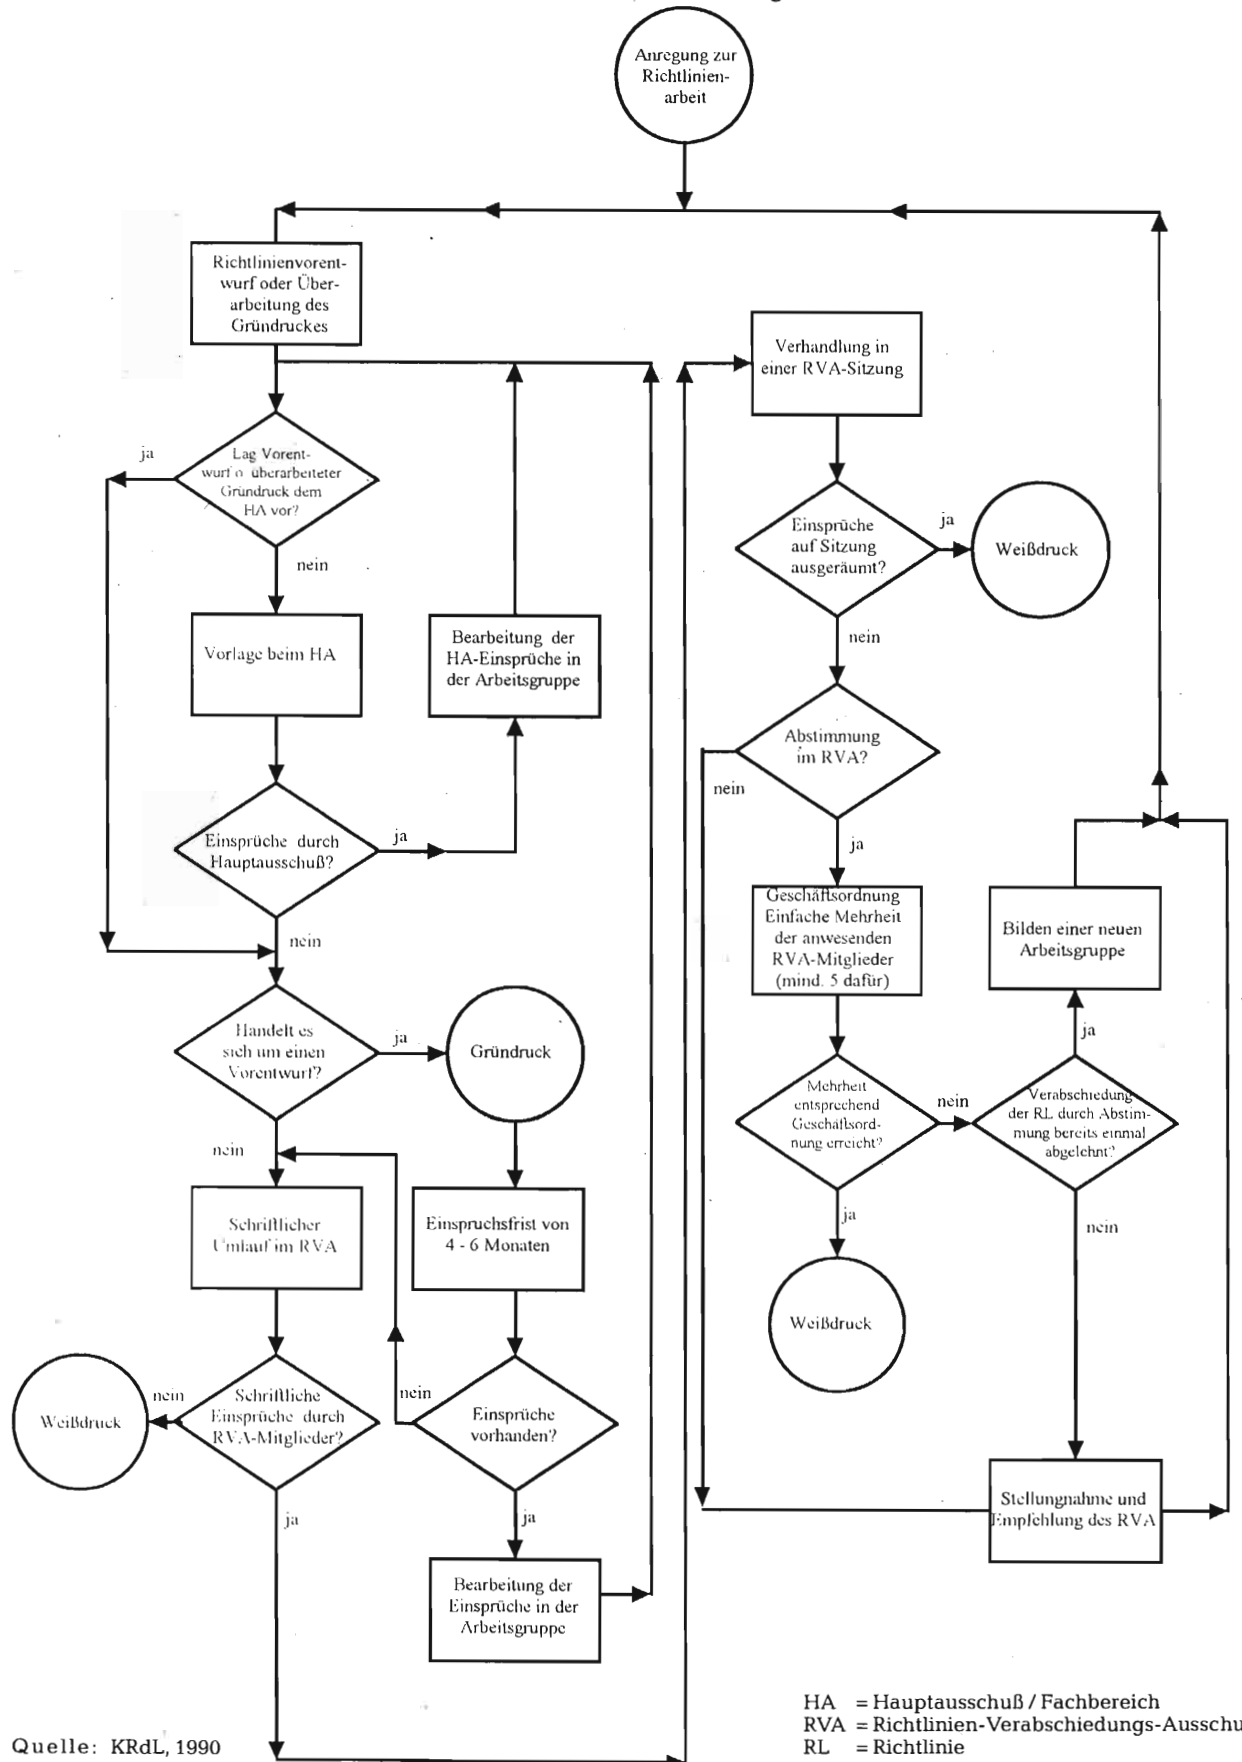 Anregung zur
Richtlinien-
arbeit
Richtlinienvorent-
wurf oder Über-
arbeitung des
Gründruckes
Lag Vorent-
wurf o überarbeiteter
Gründruck dem
HA vor?
ja
nein
Vorlage beim HA
Bearbeitung der
HA-Einsprüche in
der Arbeitsgruppe
Einsprüche durch
Hauptausschuß?
ja
nein
Handelt es
sich um einen
Vorentwurf?
ja
Gründruck
nein
Schriftlicher
Umlauf im RVA
Einspruchsfrist von
4 - 6 Monaten
Weißdruck
nein
Schriftliche
Einsprüche durch
RVA-Mitglieder?
nein
Einsprüche
vorhanden?
ja
ja
Bearbeitung der
Einsprüche in der
Arbeitsgruppe
Verhandlung in
einer RVA-Sitzung
Einsprüche
auf Sitzung
ausgeräumt?
ja
Weißdruck
nein
Abstimmung
im RVA?
nein
ja
Geschäftsordnung
Einfache Mehrheit
der anwesenden
RVA-Mitglieder
(mind. 5 dafür)
Bilden einer neuen
Arbeitsgruppe
ja
Mehrheit
entsprechend
Geschäftsord-
nung erreicht?
nein
Verabschiedung
der RL durch Abstim-
mung bereits einmal
abgelehnt?
ja
nein
Weißdruck
Stellungnahme und
Empfehlung des RVA
HA = Hauptausschuß / Fachbereich
RVA = Richtlinien-Verabschiedungs-Ausschu
RL = Richtlinie
Quelle: KRdL, 1990